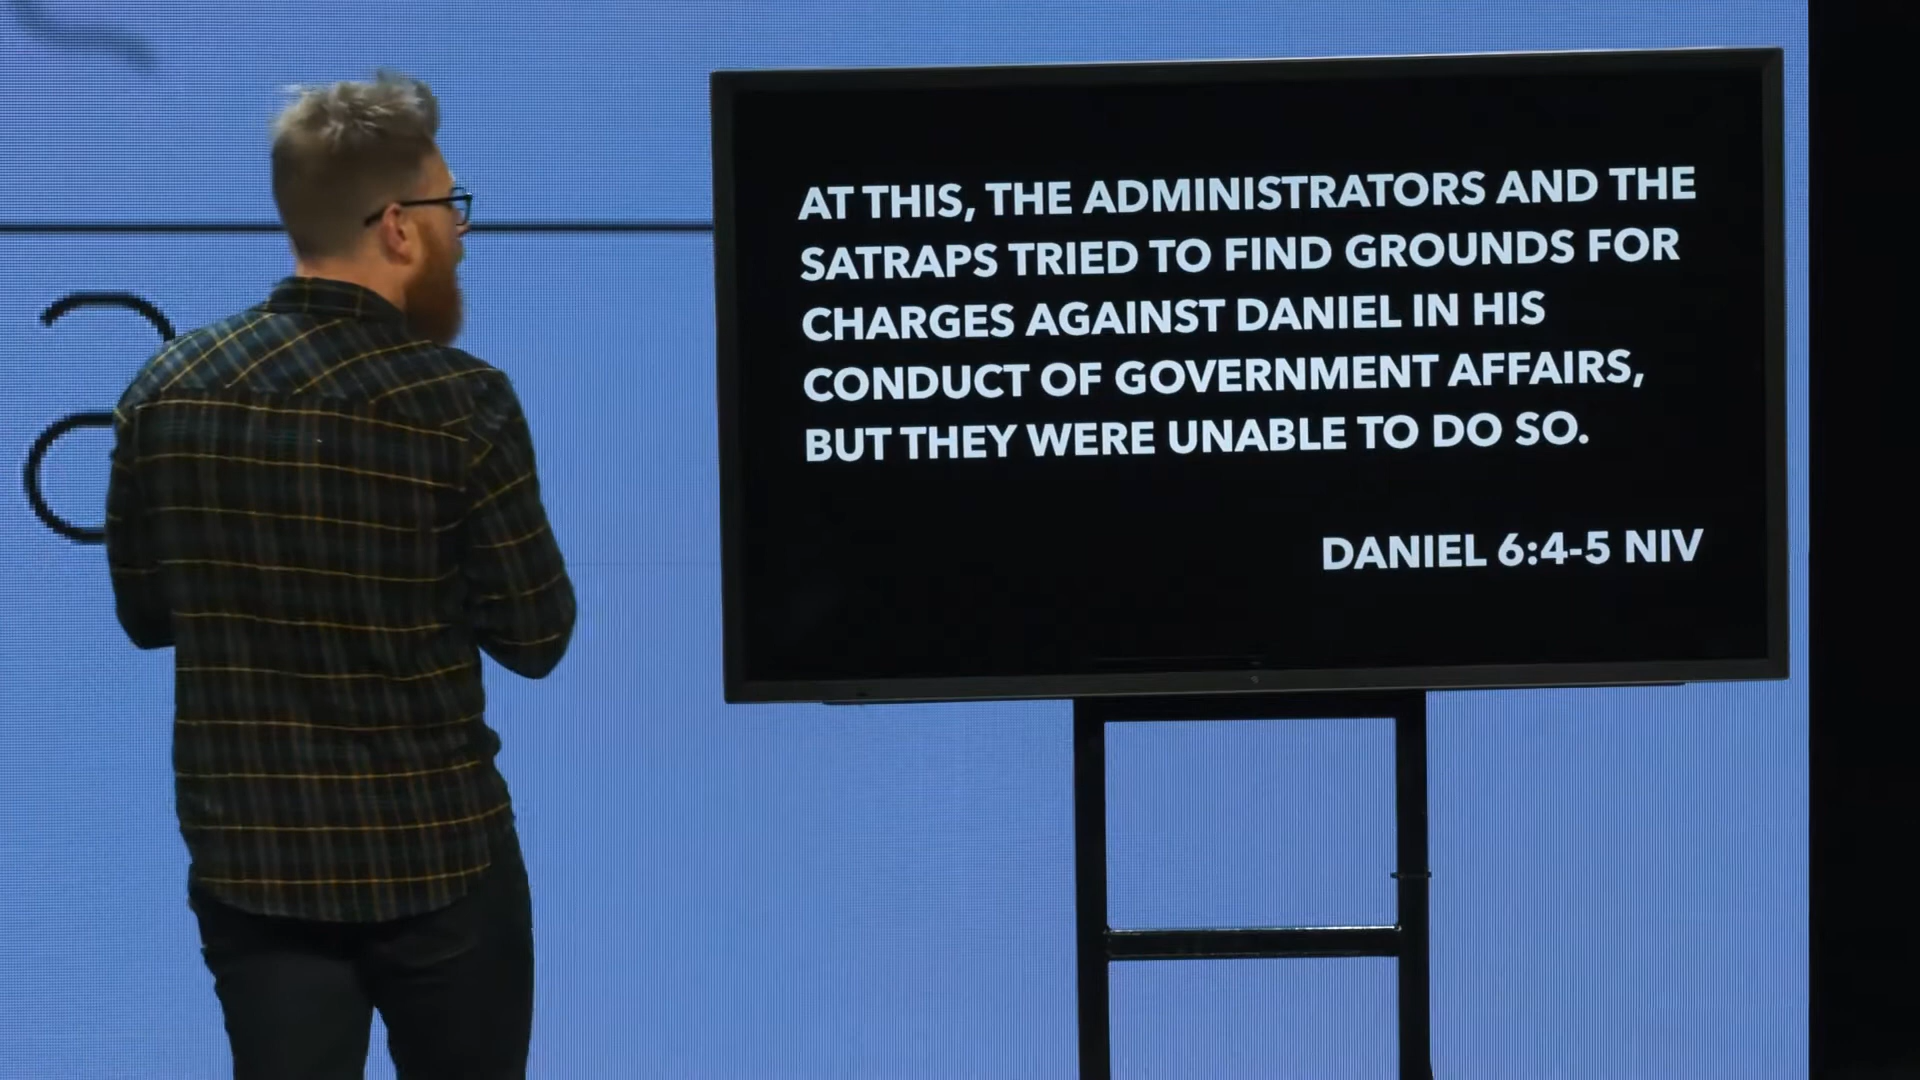 AT THIS, THE ADMINISTRATORS AND THE
SATRAPS TRIED TO FIND GROUNDS FOR
CHARGES AGAINST DANIEL IN HIS
CONDUCT OF GOVERNMENT AFFAIRS,
BUT THEY WERE UNABLE TO DO SO.
DANIEL 6:4-5 NIV